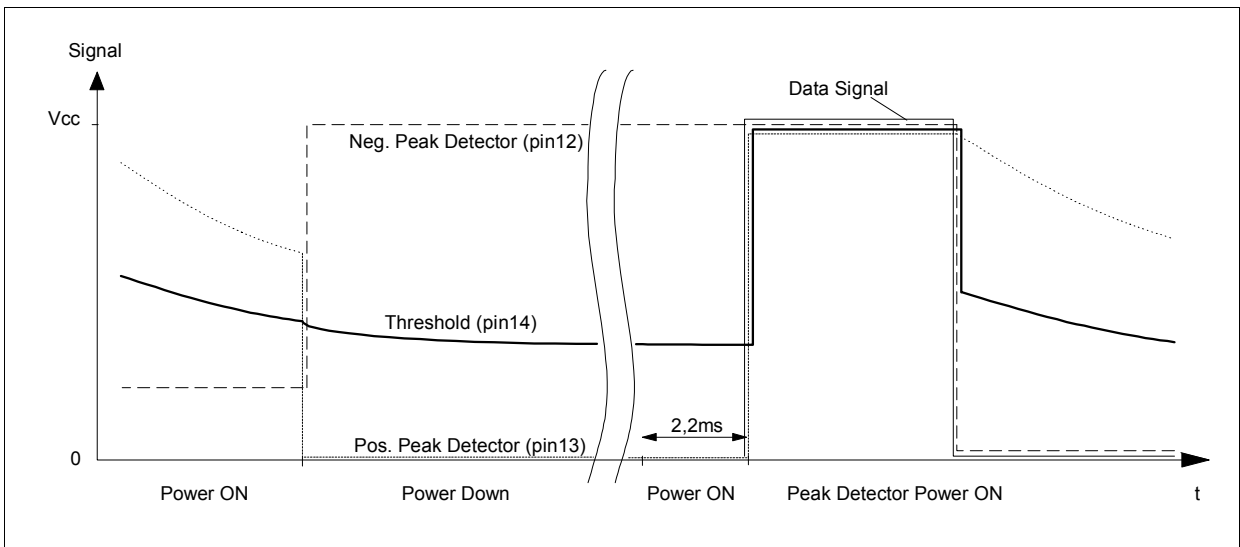 Signal
Data Signal
Vcc
Neg. Peak Detector (pin12)
Threshold (pin14)
2,2ms
Pos. Peak Detector (pin13)
0
Power ON
Power Down
Power ON
Peak Detector Power ON
t